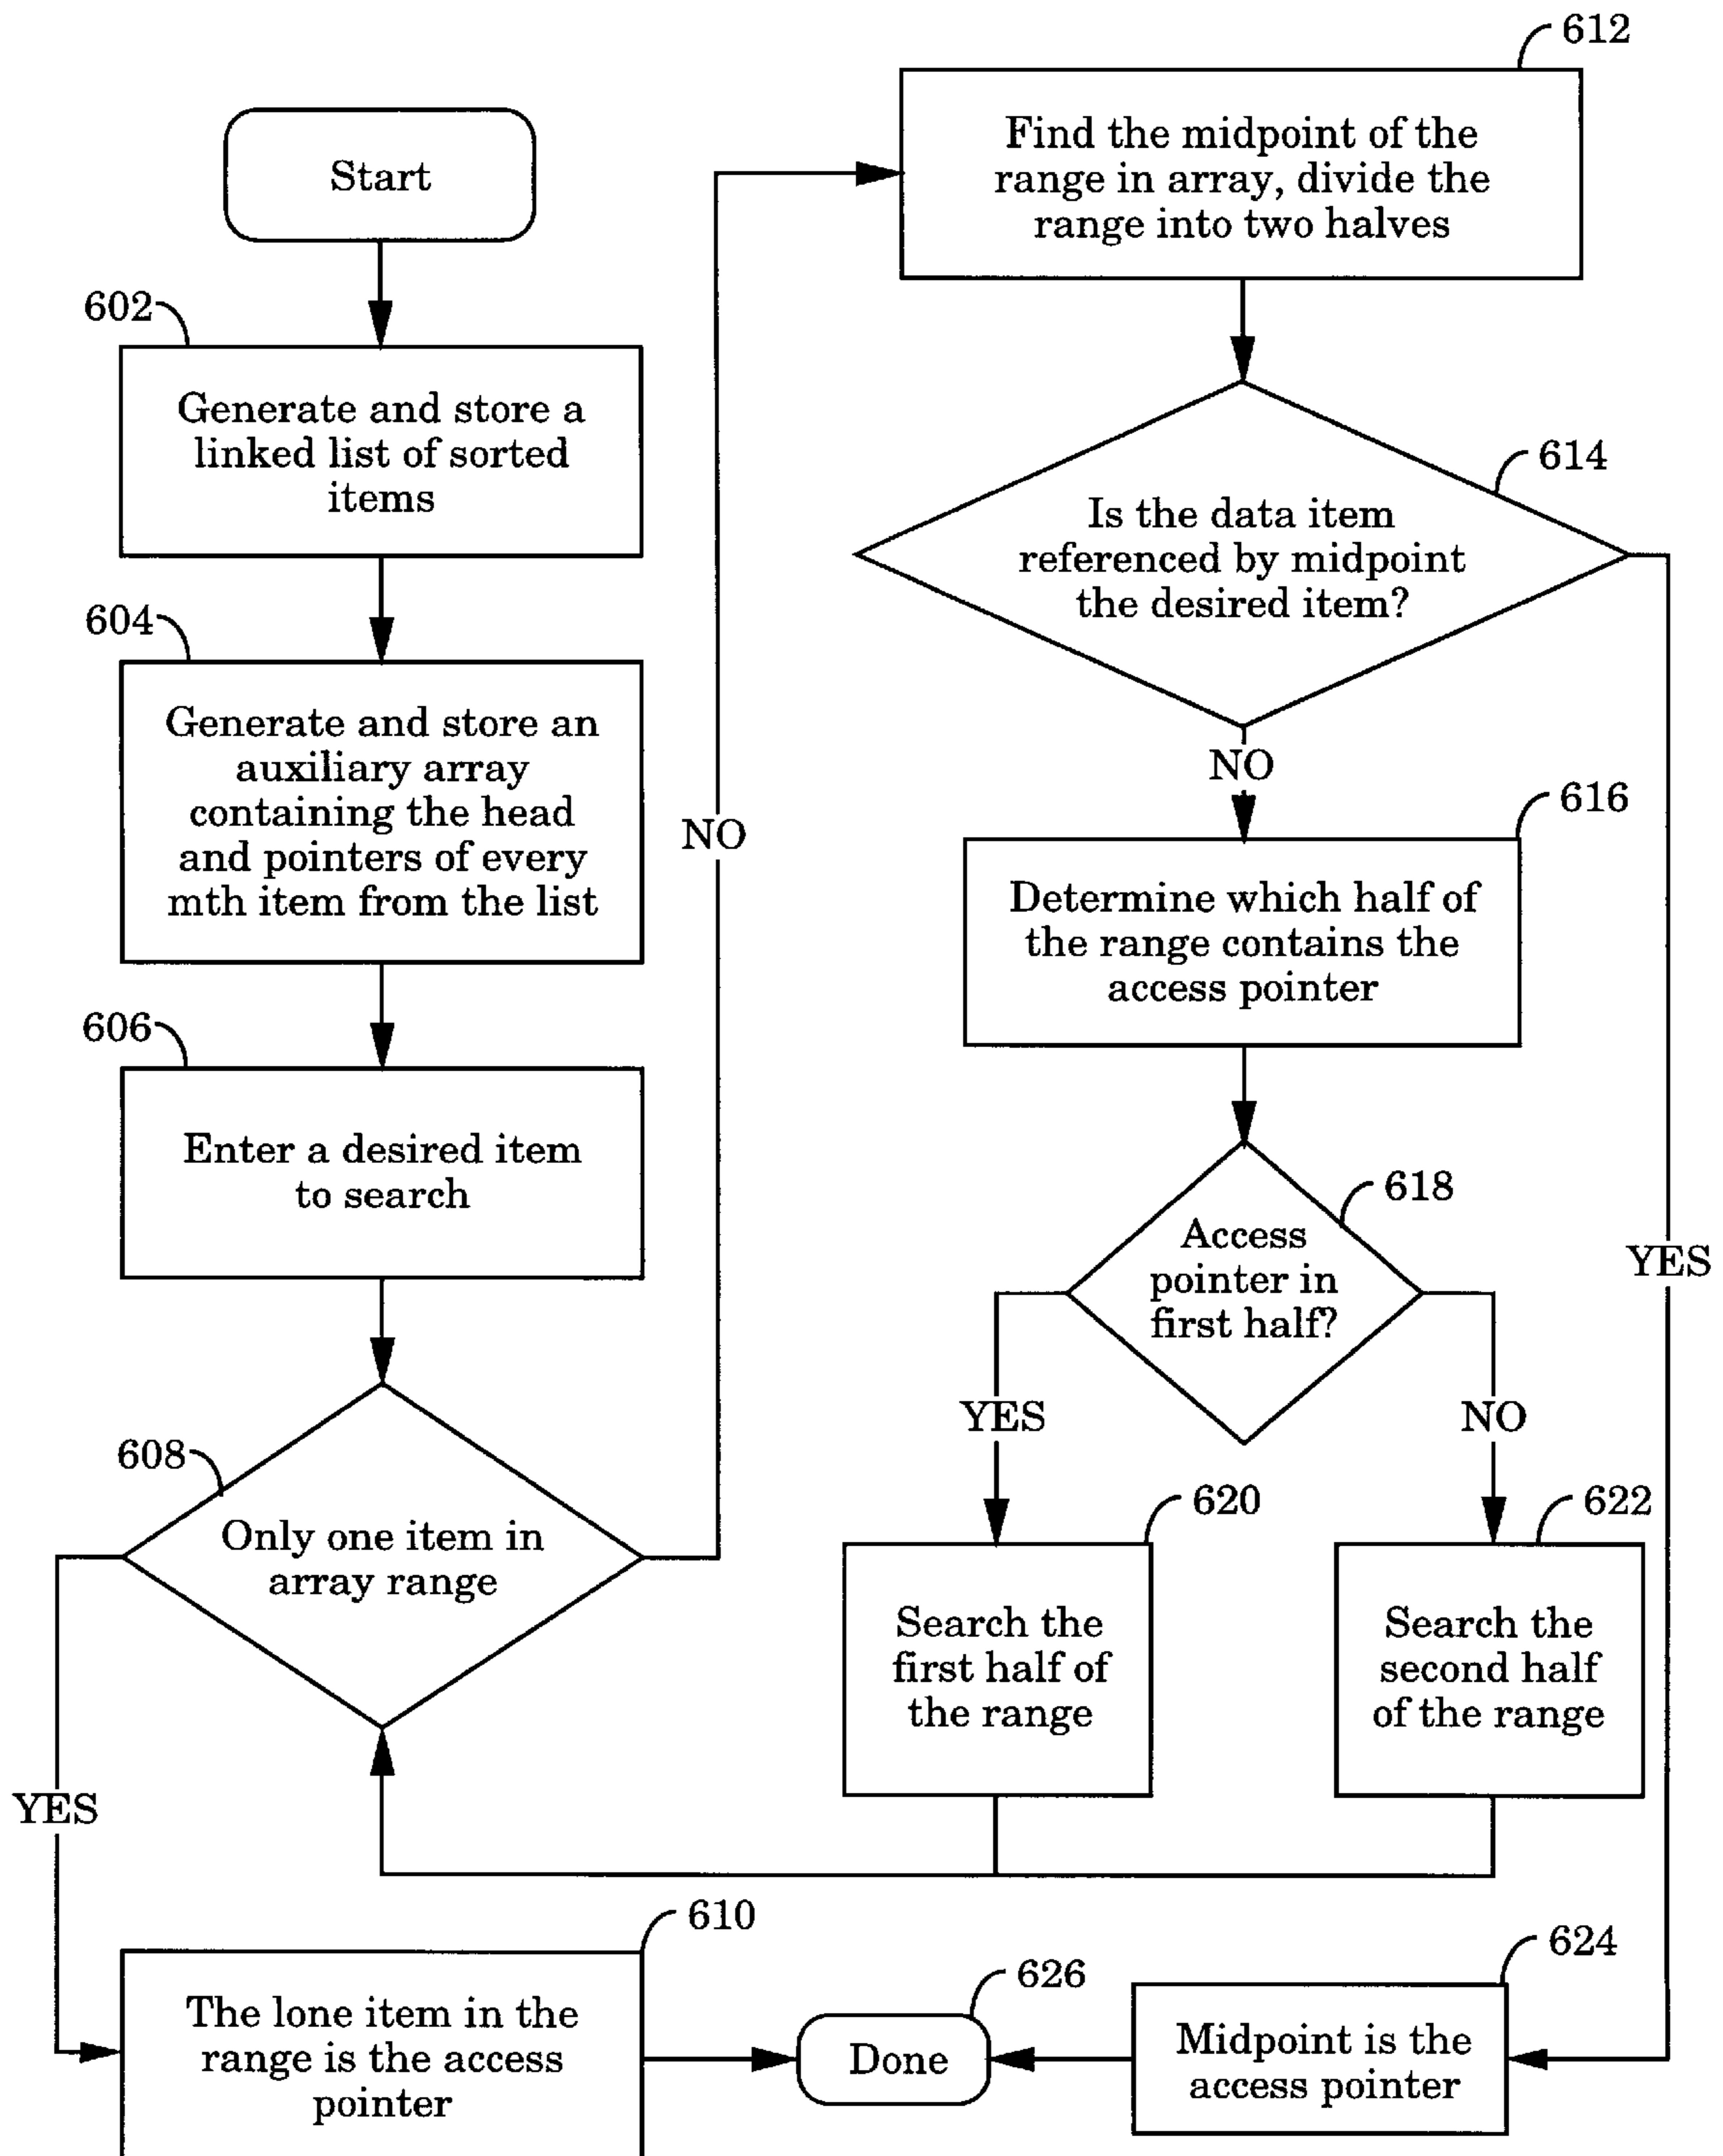 Start
602
Generate and store a
linked list of sorted
items
604
Generate and store an
auxiliary array
containing the head
and pointers of every
mth item from the list
606
Enter a desired item
to search
608
Only one item in
array range
YES
NO
610
The lone item in the
range is the access
pointer
612
Find the midpoint of the
range in array, divide the
range into two halves
614
Is the data item
referenced by midpoint
the desired item?
NO
YES
616
Determine which half of
the range contains the
access pointer
618
Access
pointer in
first half?
YES
NO
620
Search the
first half of
the range
622
Search the
second half
of the range
624
Midpoint is the
access pointer
626
Done